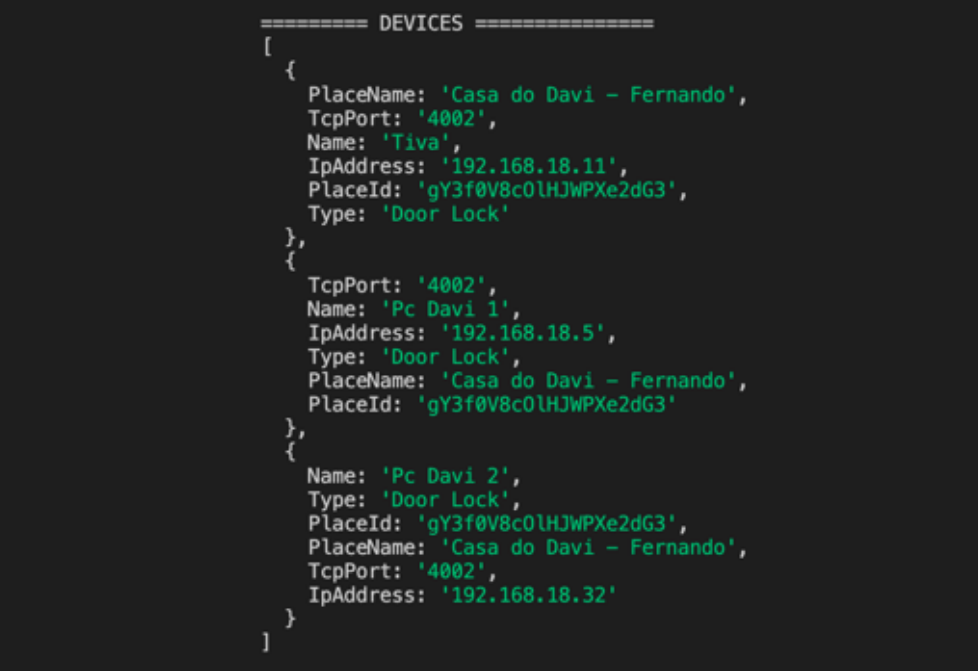 ========= DEVICES ===============
[
  {
    PlaceName: 'Casa do Davi – Fernando',
    TcpPort: '4002',
    Name: 'Tiva',
    IpAddress: '192.168.18.11',
    PlaceId: 'gY3f0V8cOlHJWPXe2dG3',
    Type: 'Door Lock'
  },
  {
    TcpPort: '4002',
    Name: 'Pc Davi 1',
    IpAddress: '192.168.18.5',
    Type: 'Door Lock',
    PlaceName: 'Casa do Davi – Fernando',
    PlaceId: 'gY3f0V8cOlHJWPXe2dG3'
  },
  {
    Name: 'Pc Davi 2',
    Type: 'Door Lock',
    PlaceId: 'gY3f0V8cOlHJWPXe2dG3',
    PlaceName: 'Casa do Davi – Fernando',
    TcpPort: '4002',
    IpAddress: '192.168.18.32'
  }
]